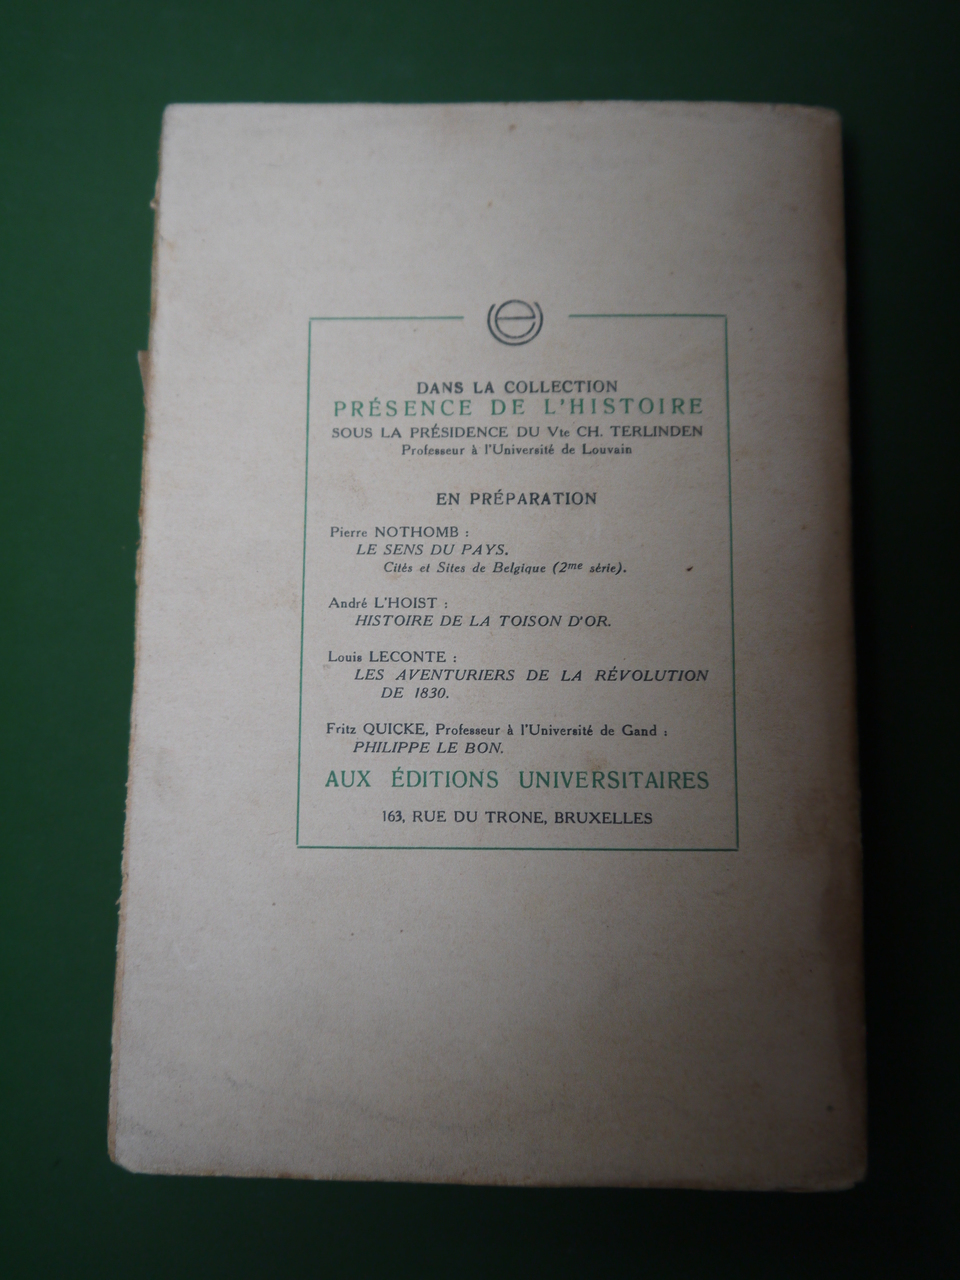 DANS LA COLLECTION
PRÉSENCE DE L'HISTOIRE
SOUS LA PRÉSIDENCE DU Vte CH. TERLINDEN
Professeur à l'Université de Louvain
EN PRÉPARATION
Pierre NOTHOMB :
LE SENS DU PAYS.
Cités et Sites de Belgique (2me série).
André L'HOIST :
HISTOIRE DE LA TOISON D'OR.
Louis LECONTE :
LES AVENTURIERS DE LA RÉVOLUTION
DE 1830.
Fritz QUICKE, Professeur à l'Université de Gand :
PHILIPPE LE BON.
AUX ÉDITIONS UNIVERSITAIRES
163, RUE DU TRONE, BRUXELLES